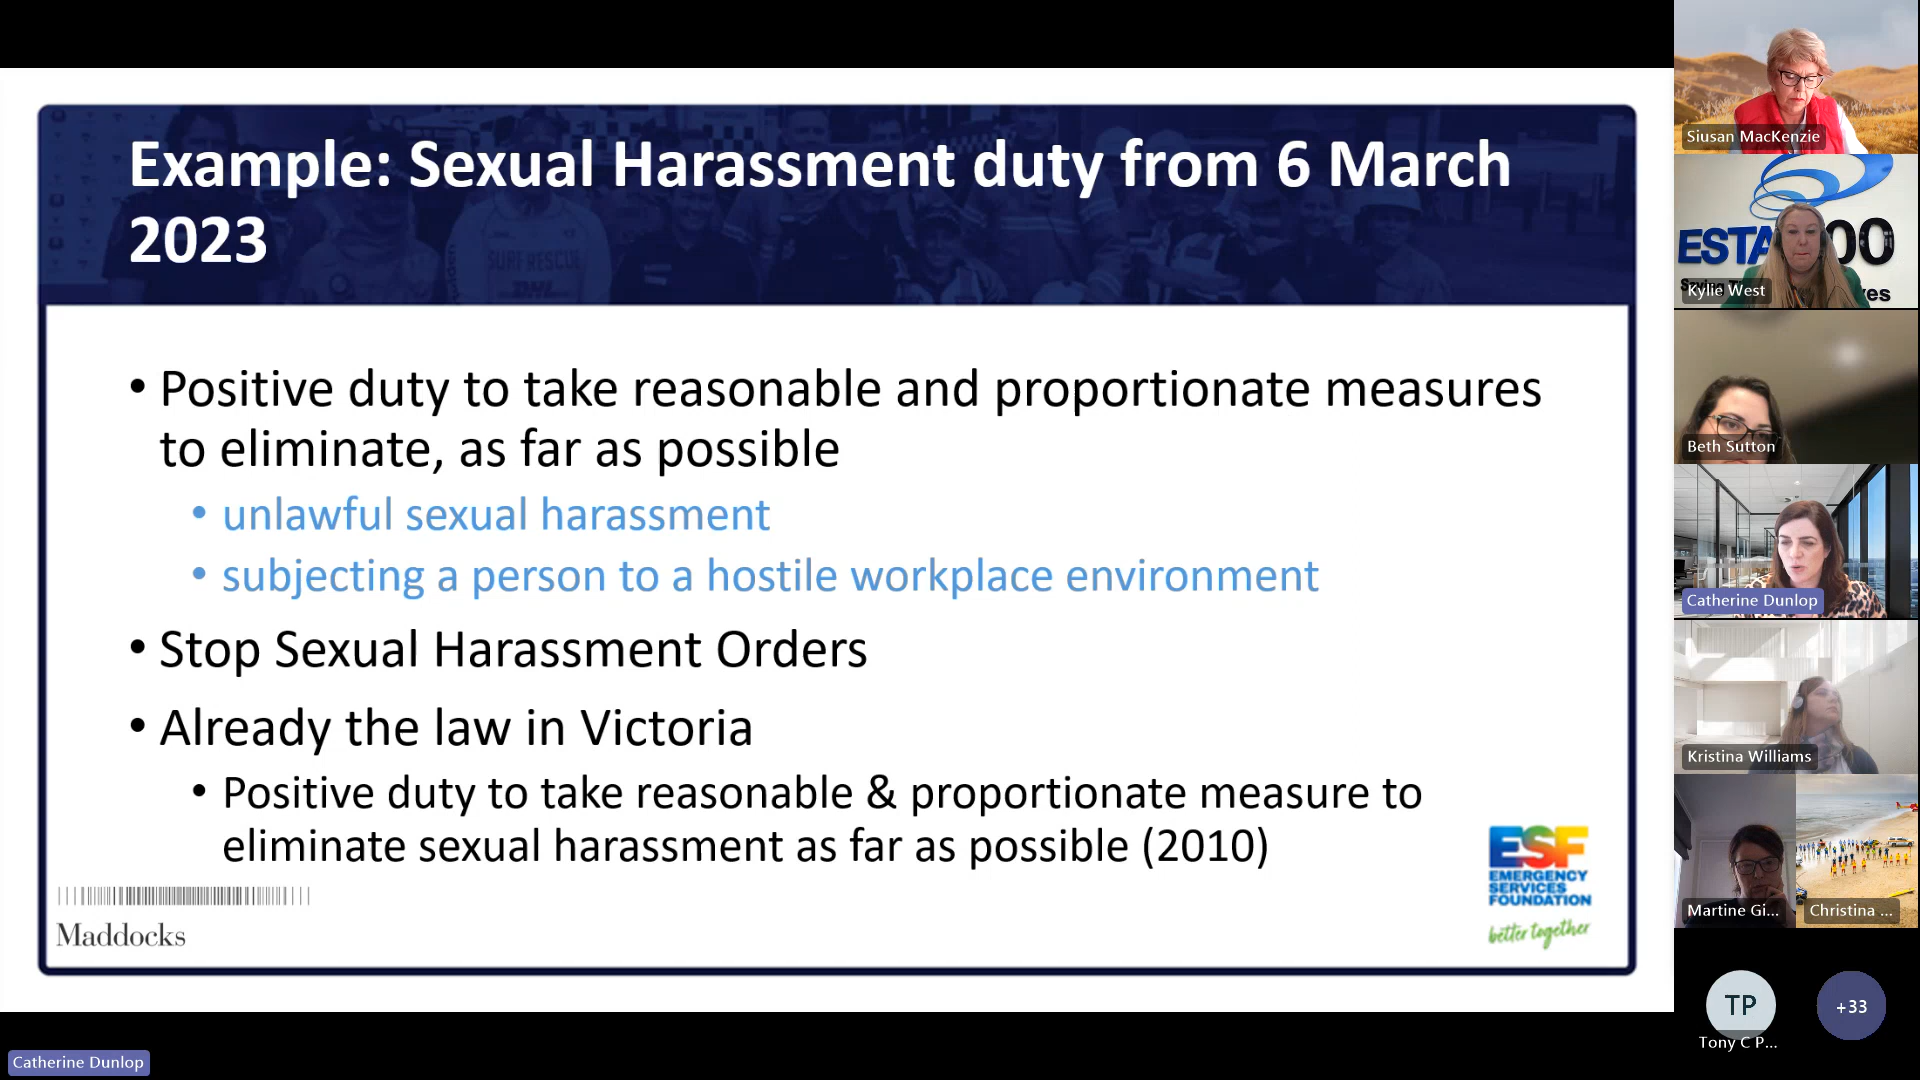 Example: Sexual Harassment duty from 6 March
2023
SURF RESCUE
DHL
• Positive duty to take reasonable and proportionate measures
to eliminate, as far as possible
• unlawful sexual harassment
• subjecting a person to a hostile workplace environment
• Stop Sexual Harassment Orders
• Already the law in Victoria
• Positive duty to take reasonable & proportionate measure to
eliminate sexual harassment as far as possible (2010)
Maddocks
ESF
EMERGENCY
SERVICES
FOUNDATION
better together
Catherine Dunlop
Siusan MacKenzie
ESTA 00
Kylie West
Beth Sutton
Catherine Dunlop
Kristina Williams
Martine Gi...
Christina ...
TP
Tony C P...
+33